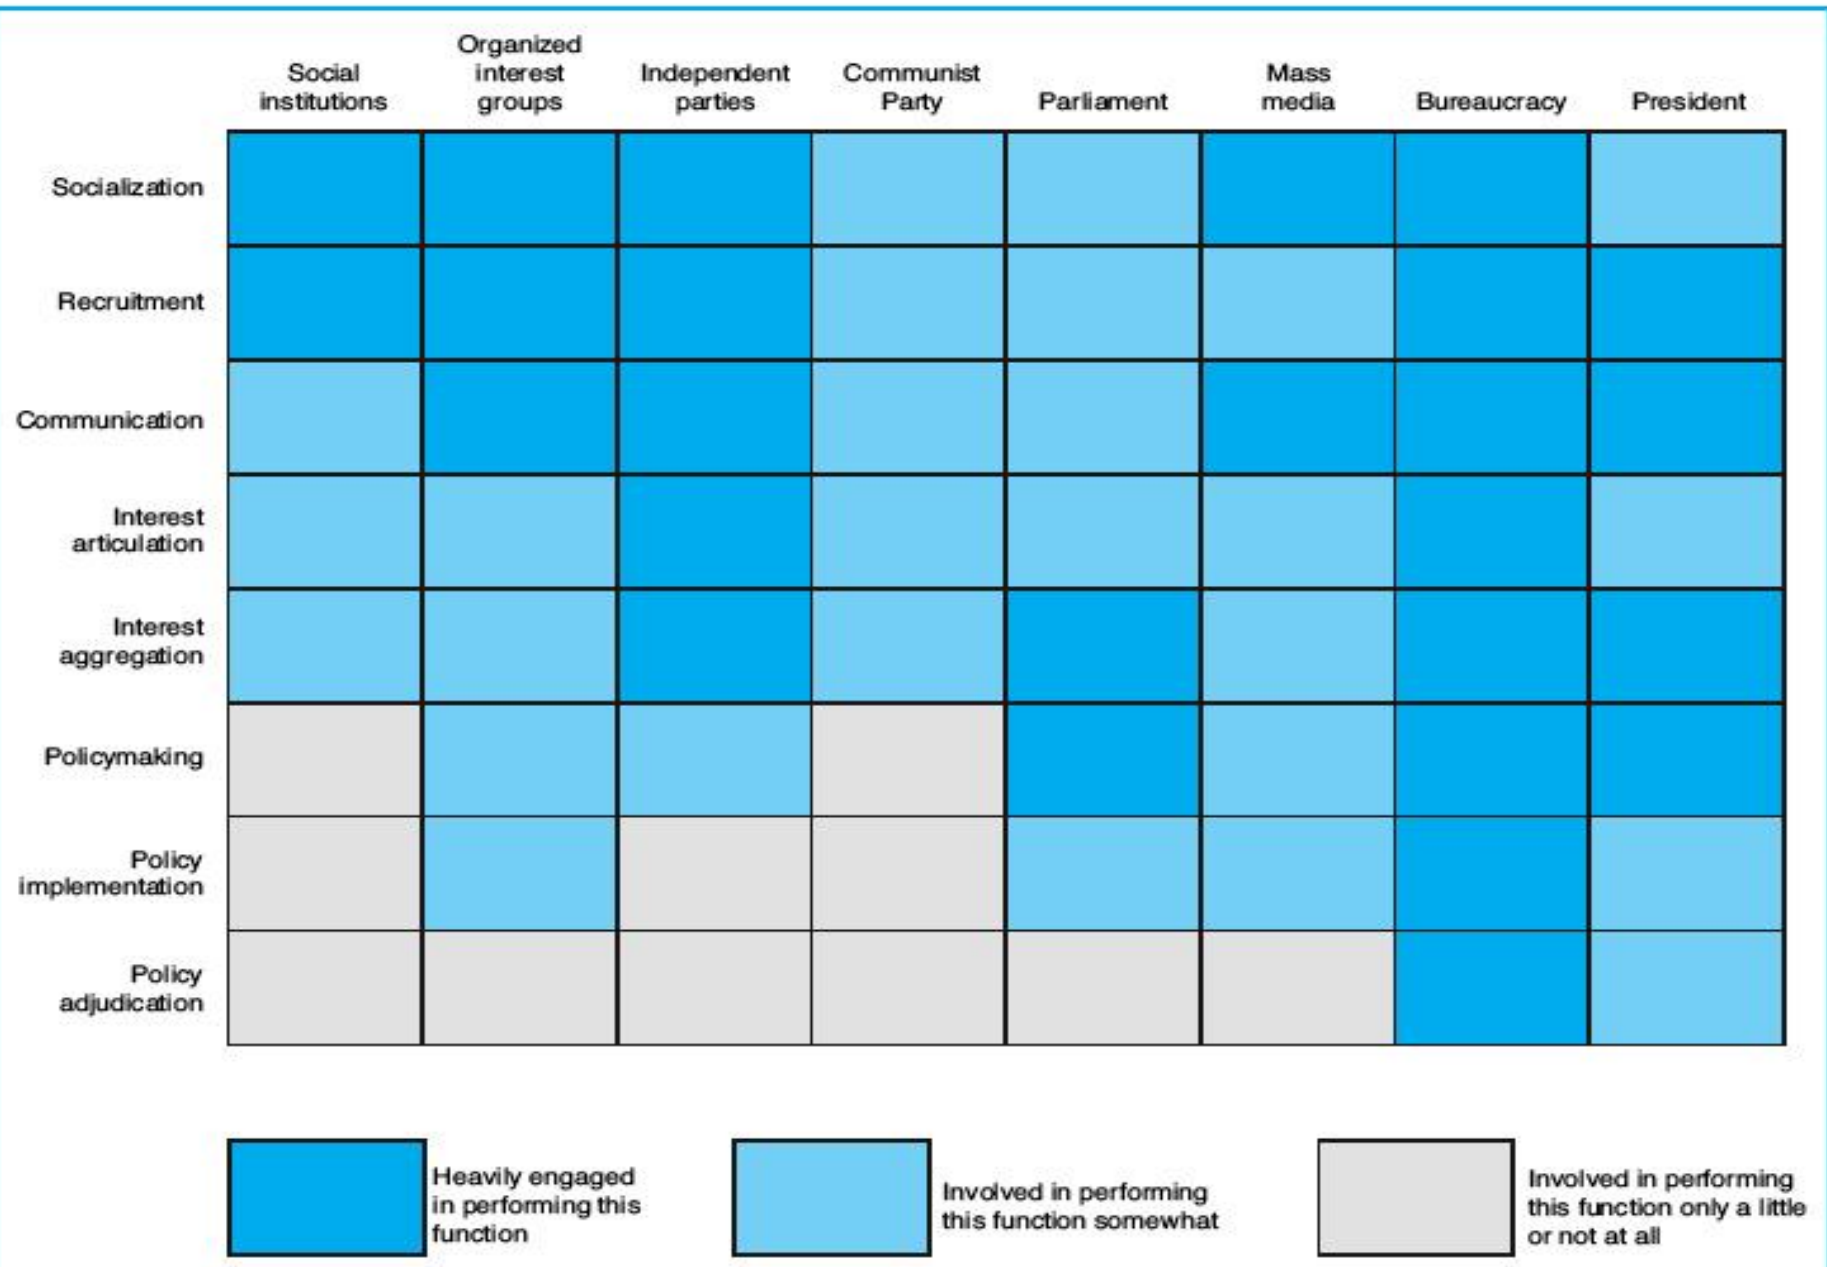 Social
institutions
Organized
interest
groups
Independent
parties
Communist
Party
Parliament
Mass
media
Bureaucracy
President
Socialization
Recruitment
Communication
Interest
articulation
Interest
aggregation
Policymaking
Policy
implementation
Policy
adjudication
Heavily engaged
in performing this
function
Involved in performing
this function somewhat
Involved in performing
this function only a little
or not at all